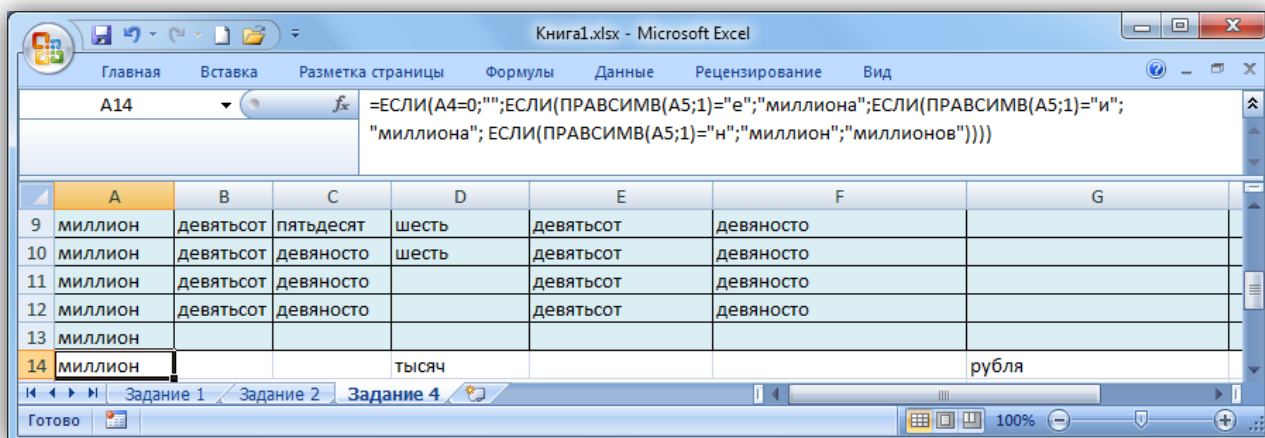 Книга1.xlsx - Microsoft Excel
Главная Вставка Разметка страницы Формулы Данные Рецензирование Вид
A14 fx =ЕСЛИ(A4=0;"";ЕСЛИ(ПРАВСИМВ(A5;1)="е";"миллиона";ЕСЛИ(ПРАВСИМВ(A5;1)="и";
"миллиона"; ЕСЛИ(ПРАВСИМВ(A5;1)="н";"миллион";"миллионов"))))
A B C D E F G
9 миллион девятьсот пятьдесят шесть девятьсот девяносто
10 миллион девятьсот девяносто шесть девятьсот девяносто
11 миллион девятьсот девяносто девятьсот девяносто
12 миллион девятьсот девяносто девятьсот девяносто
13 миллион
14 миллион тысяч рубля
Задание 1 Задание 2 Задание 4
Готово 100%